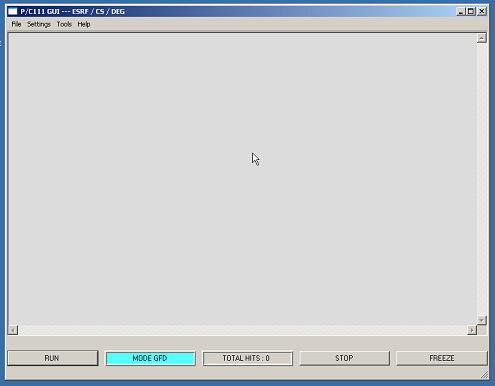 P/C111 GUI --- ESRF / CS / DEG
File Settings Tools Help
RUN MODE GFD TOTAL HITS : 0 STOP FREEZE